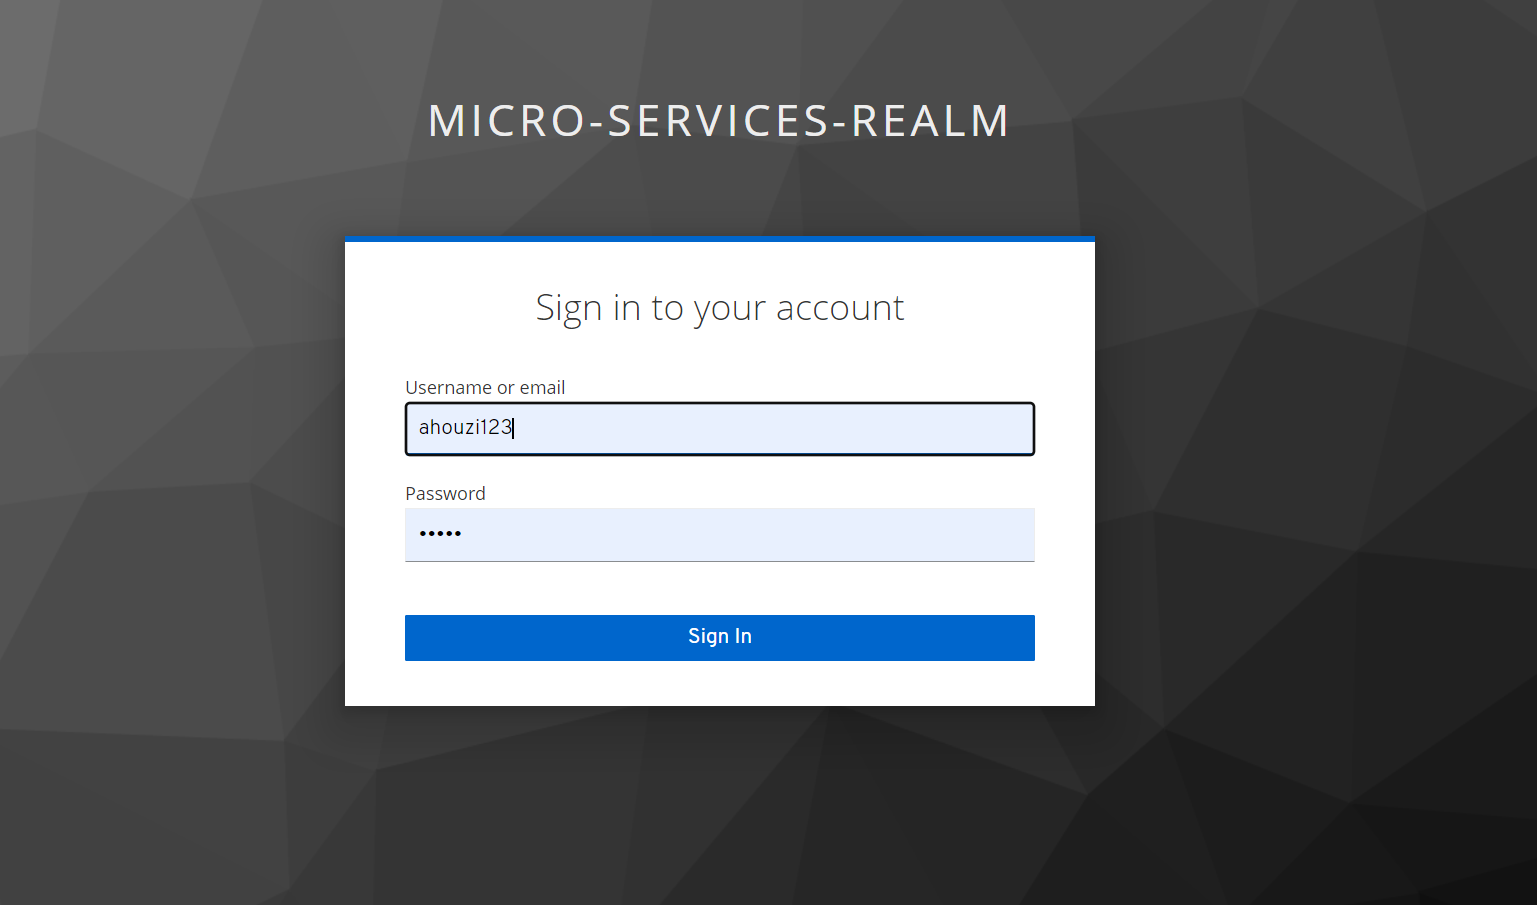 MICRO-SERVICES-REALM
Sign in to your account
Username or email
ahouzi123
Password
•••••
Sign In